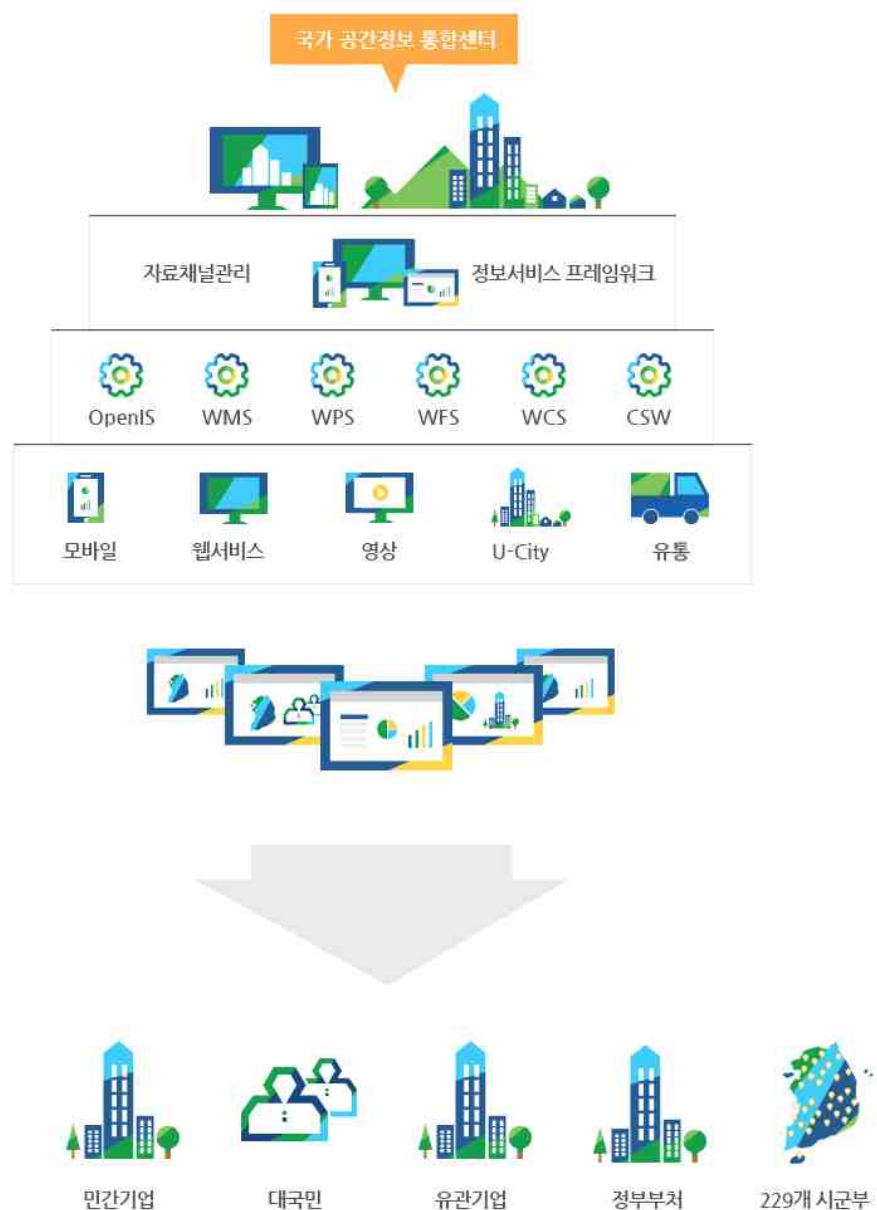 국가 공간정보 통합센터
자료채널관리 정보서비스 프레임워크
OpenIS WMS WPS WFS WCS CSW
모바일 웹서비스 영상 U-City 유통
민간기업 대국민 유관기업 정부부처 229개 시군부